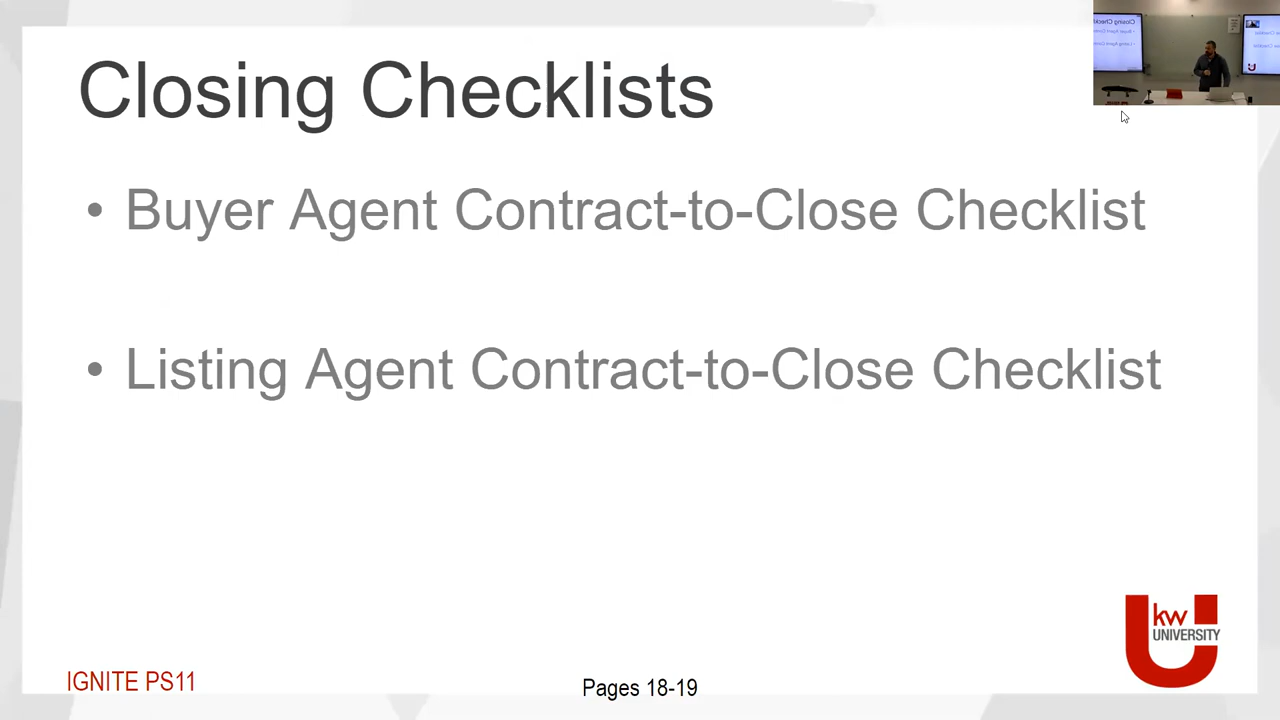 Closing Checklists
• Buyer Agent Contract-to-Close Checklist
• Listing Agent Contract-to-Close Checklist
kw
UNIVERSITY
IGNITE PS11
Pages 18-19